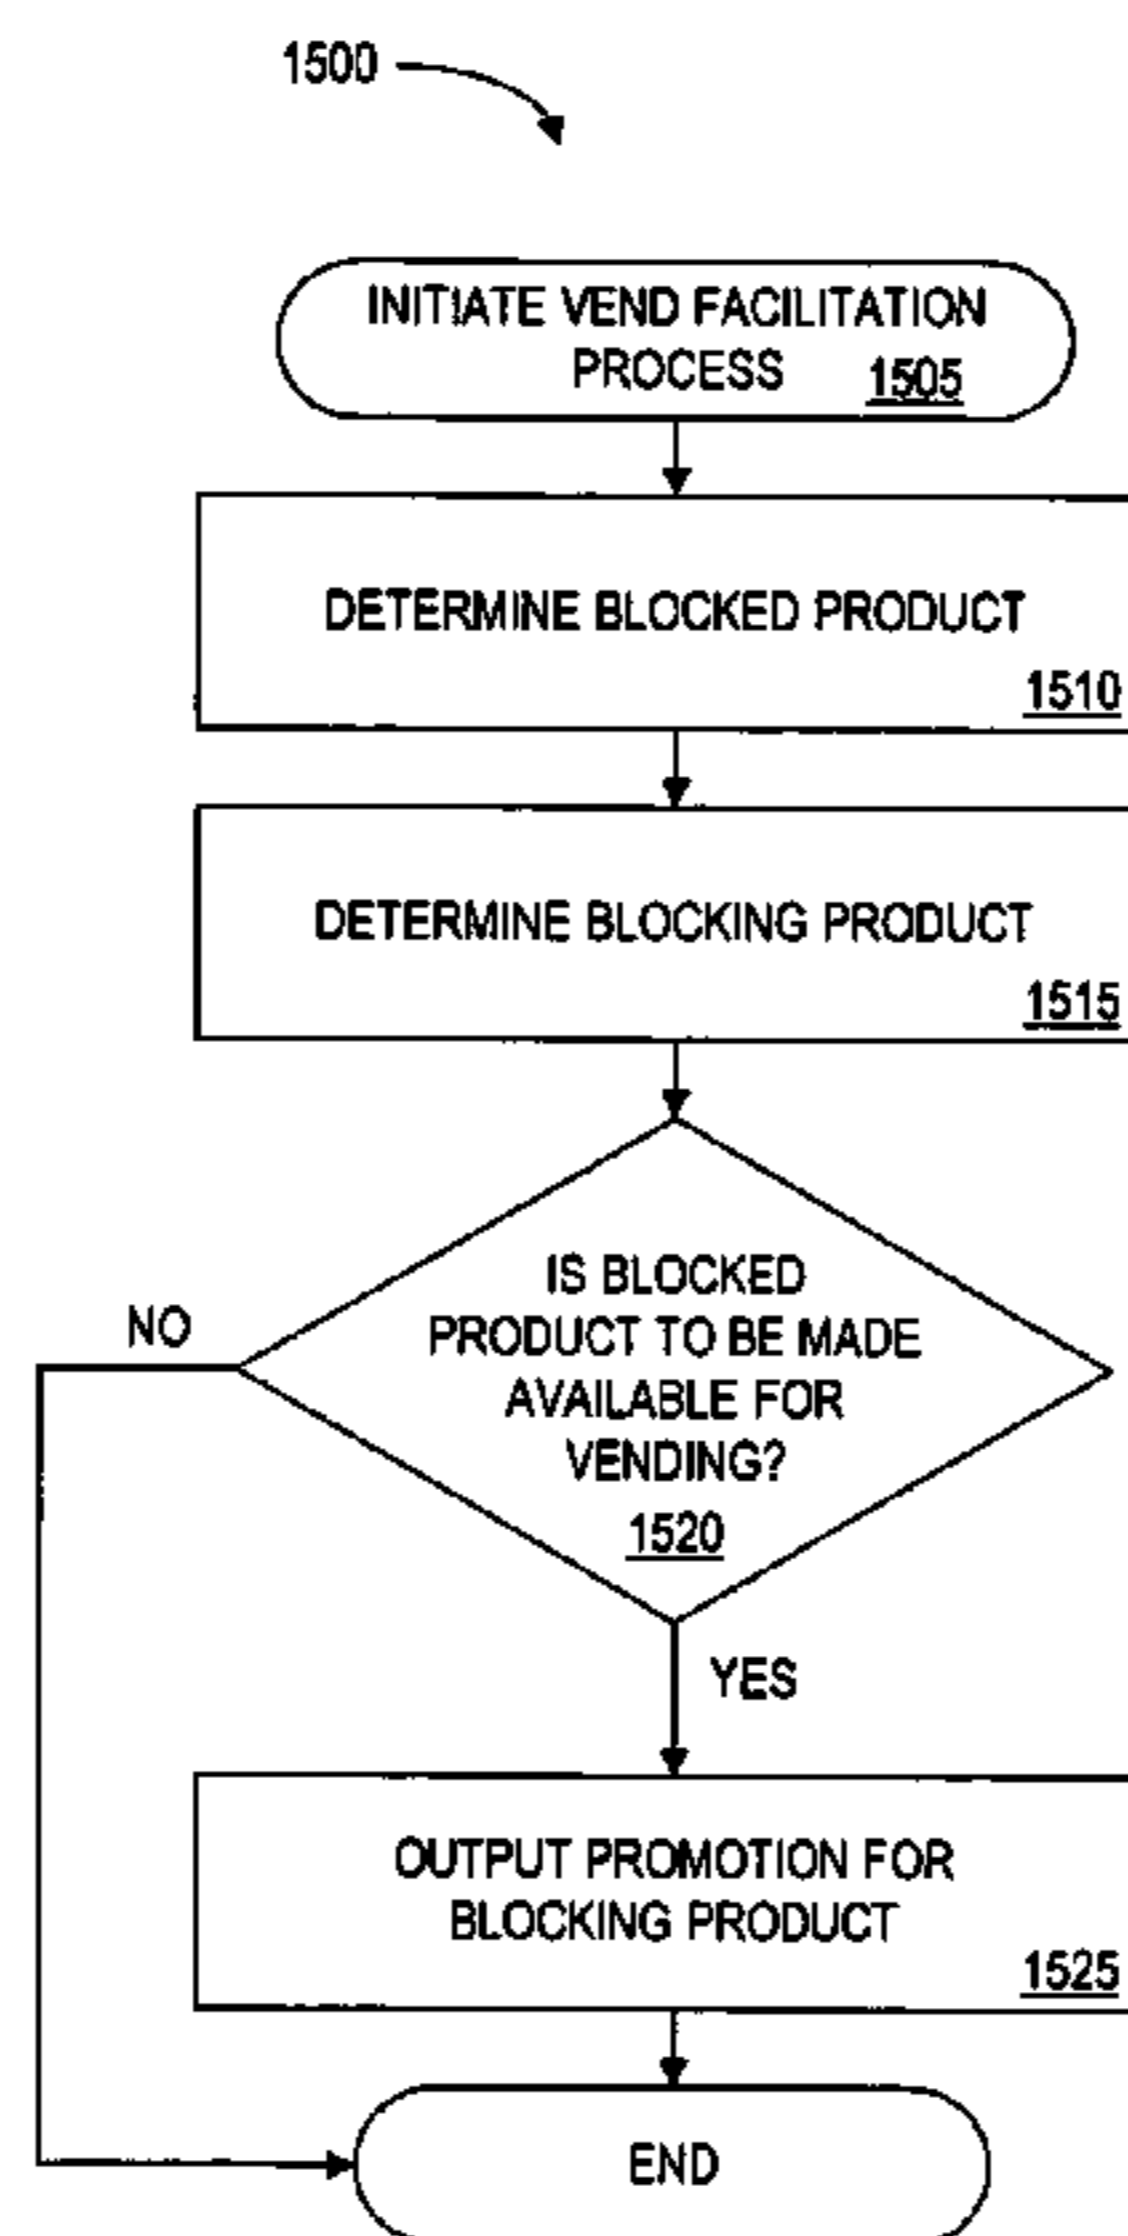 1500
INITIATE VEND FACILITATION
PROCESS 1505
DETERMINE BLOCKED PRODUCT
1510
DETERMINE BLOCKING PRODUCT
1515
IS BLOCKED
PRODUCT TO BE MADE
AVAILABLE FOR
VENDING?
1520
NO
YES
OUTPUT PROMOTION FOR
BLOCKING PRODUCT
1525
END